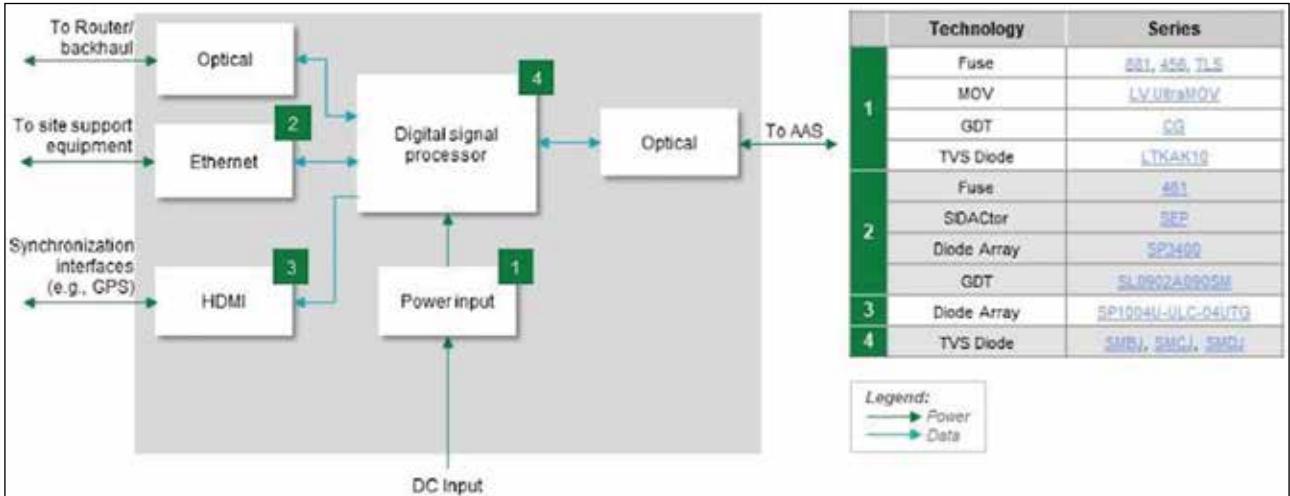 To Router/
backhaul
Optical
4
To site support
equipment
2
Ethernet
Digital signal
processor
Optical
To AAS
Synchronization
interfaces
(e.g., GPS)
3
HDMI
1
Power input
DC Input
Technology Series
1
Fuse 881, 456, TLS
MOV LV UltraMOV
GDT CG
TVS Diode LTKAK10
2
Fuse 461
SIDACtor SEP
Diode Array SP3400
GDT SL0902A090SM
3 Diode Array SP1004U-ULC-04UTG
4 TVS Diode SMBJ, SMCJ, SMDJ
Legend:
Power
Data